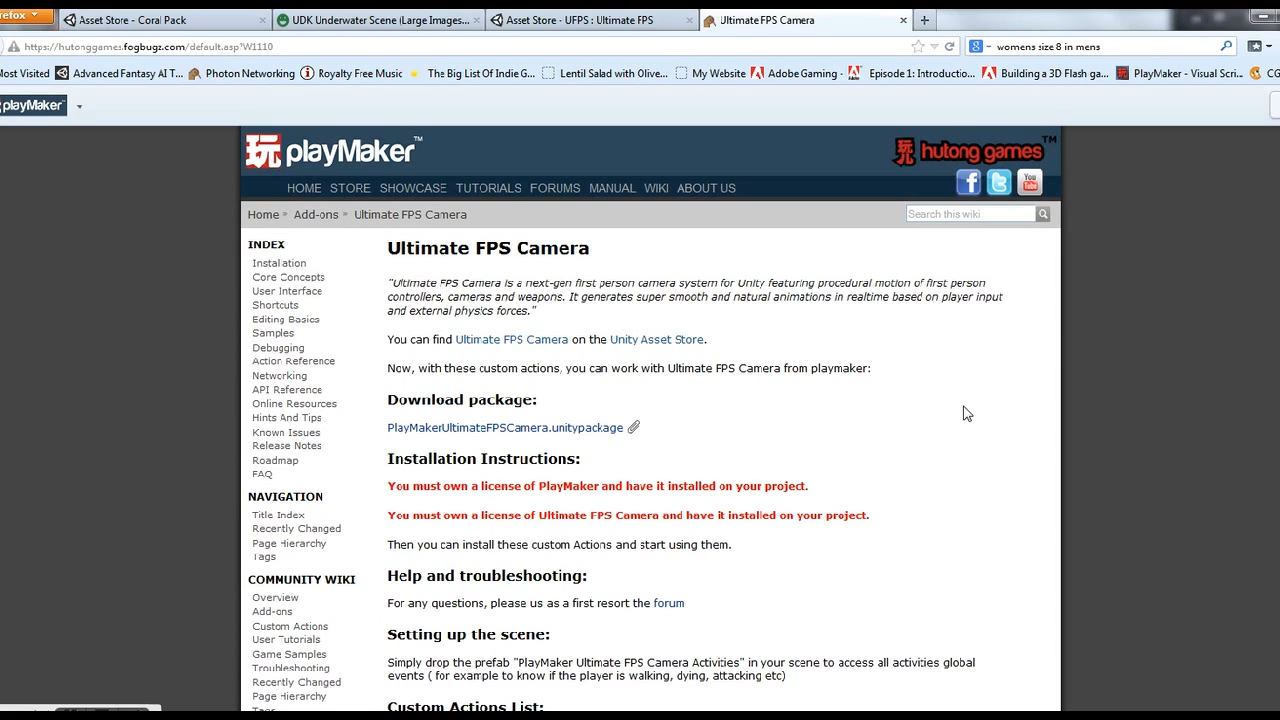 irefox
Asset Store - Coral Pack
UDK Underwater Scene (Large Images...
Asset Store - UFPS : Ultimate FPS
Ultimate FPS Camera
https://hutonggames.fogbugz.com/default.asp?W1110
womens size 8 in mens
Most Visited
Advanced Fantasy AI T...
Photon Networking
Royalty Free Music
The Big List Of Indie G...
Lentil Salad with Olive...
My Website
Adobe Gaming -
Episode 1: Introductio...
Building a 3D Flash ga...
PlayMaker - Visual Scri...
CG
playMaker™
玩 playMaker™
玩 hutong games™
HOME STORE SHOWCASE TUTORIALS FORUMS MANUAL WIKI ABOUT US
You Tube
Home » Add-ons » Ultimate FPS Camera
Search this wiki
INDEX
Installation
Core Concepts
User Interface
Shortcuts
Editing Basics
Samples
Debugging
Action Reference
Networking
API Reference
Online Resources
Hints And Tips
Known Issues
Release Notes
Roadmap
FAQ
NAVIGATION
Title Index
Recently Changed
Page Hierarchy
Tags
COMMUNITY WIKI
Overview
Add-ons
Custom Actions
User Tutorials
Game Samples
Troubleshooting
Recently Changed
Page Hierarchy
Tags
Ultimate FPS Camera
"Ultimate FPS Camera is a next-gen first person camera system for Unity featuring procedural motion of first person
controllers, cameras and weapons. It generates super smooth and natural animations in realtime based on player input
and external physics forces."
You can find Ultimate FPS Camera on the Unity Asset Store.
Now, with these custom actions, you can work with Ultimate FPS Camera from playmaker:
Download package:
PlayMakerUltimateFPSCamera.unitypackage
Installation Instructions:
You must own a license of PlayMaker and have it installed on your project.
You must own a license of Ultimate FPS Camera and have it installed on your project.
Then you can install these custom Actions and start using them.
Help and troubleshooting:
For any questions, please us as a first resort the forum
Setting up the scene:
Simply drop the prefab "PlayMaker Ultimate FPS Camera Activities" in your scene to access all activities global
events ( for example to know if the player is walking, dying, attacking etc)
Custom Actions List: